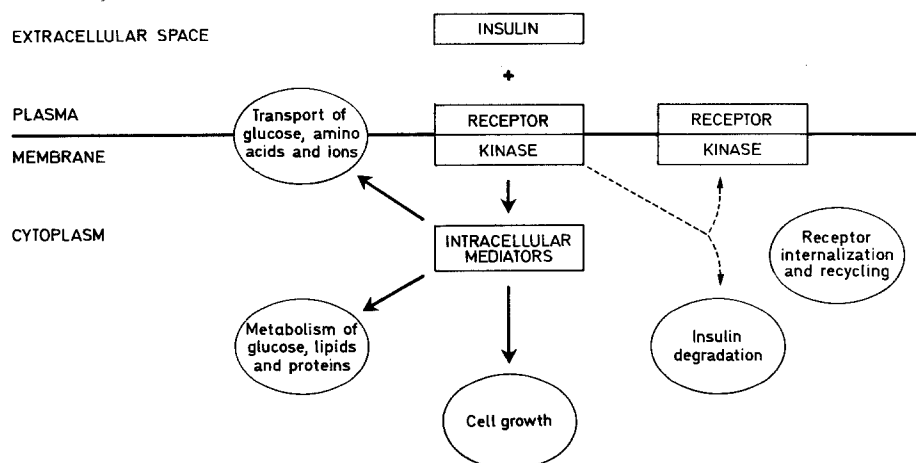 EXTRACELLULAR SPACE
INSULIN
+
PLASMA
MEMBRANE
Transport of
glucose, amino
acids and ions
RECEPTOR
KINASE
RECEPTOR
KINASE
CYTOPLASM
INTRACELLULAR
MEDIATORS
Receptor
internalization
and recycling
Metabolism of
glucose, lipids
and proteins
Insulin
degradation
Cell growth